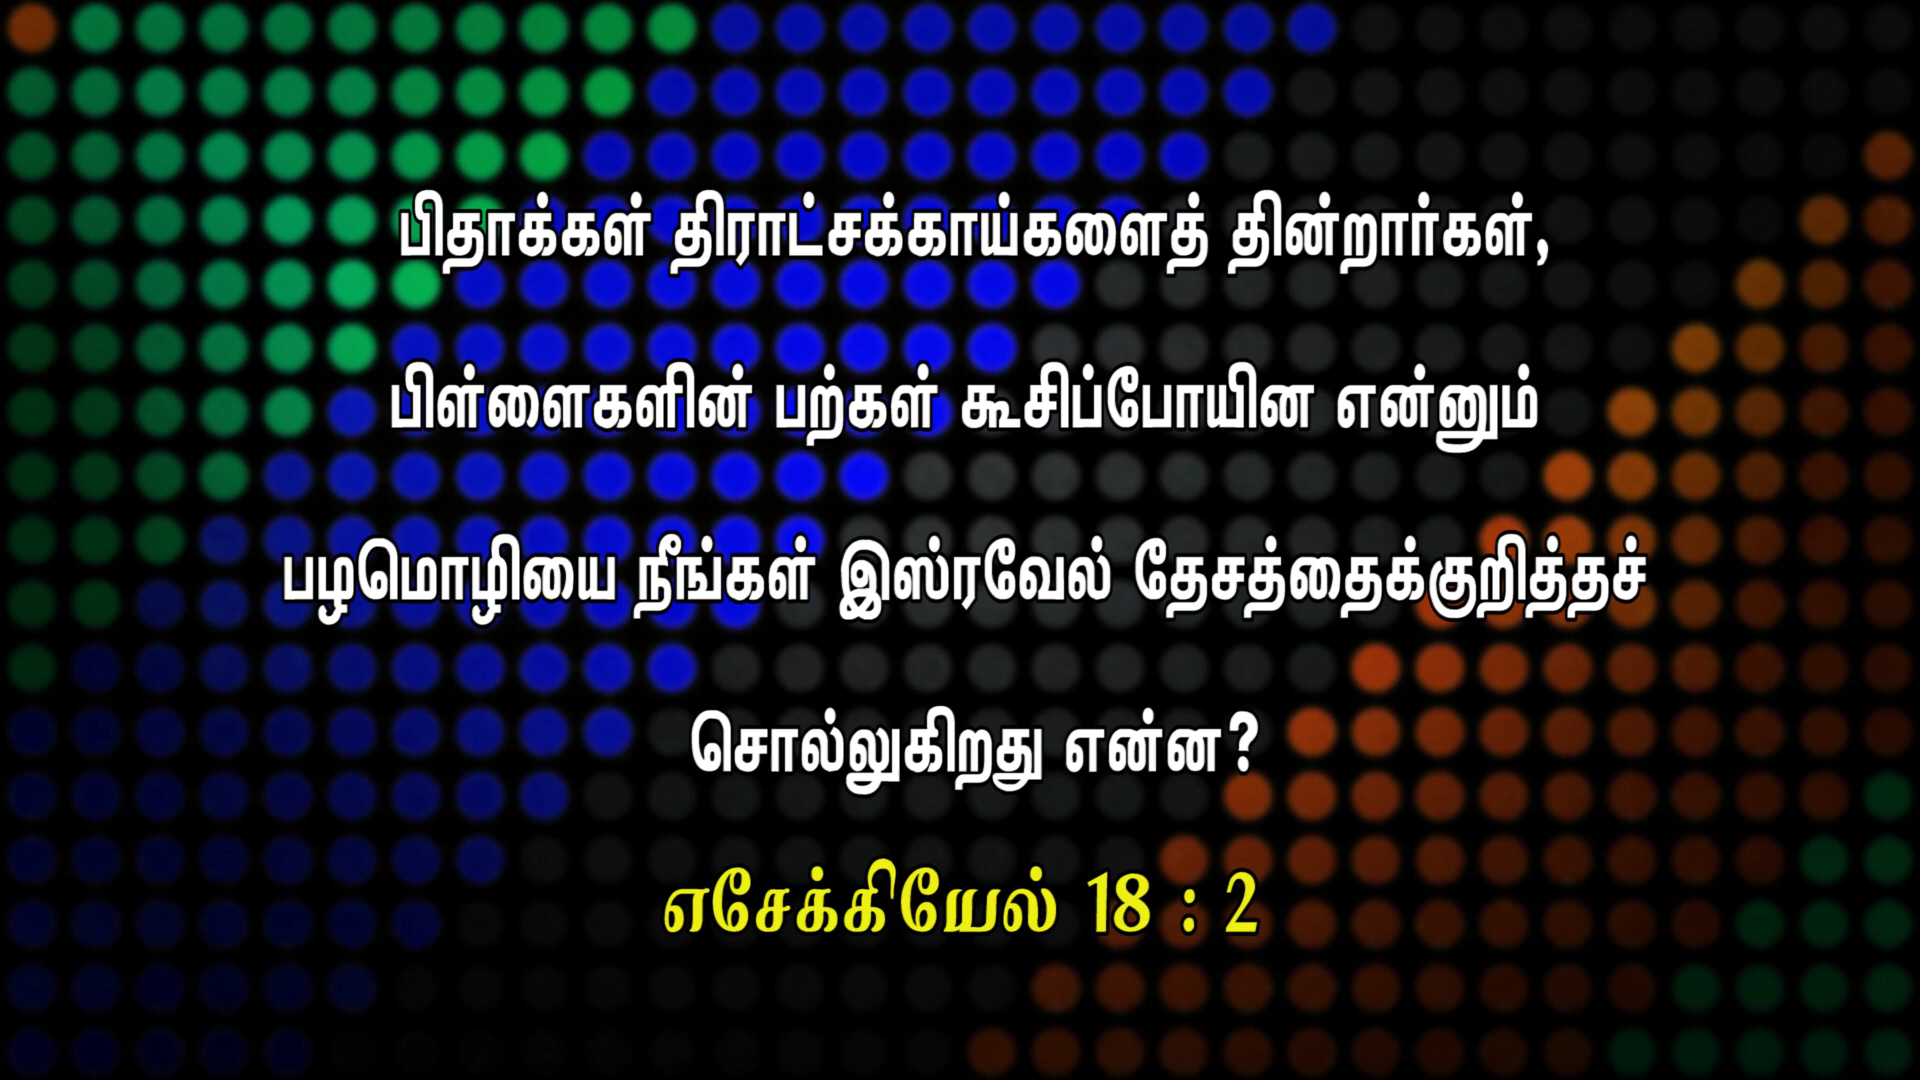 பிதாக்கள் திராட்சக்காய்களைத் தின்றார்கள்,
பிள்ளைகளின் பற்கள் கூசிப்போயின என்னும்
பழமொழியை நீங்கள் இஸ்ரவேல் தேசத்தைக்குறித்தச்
சொல்லுகிறது என்ன?
எசேக்கியேல் 18 : 2